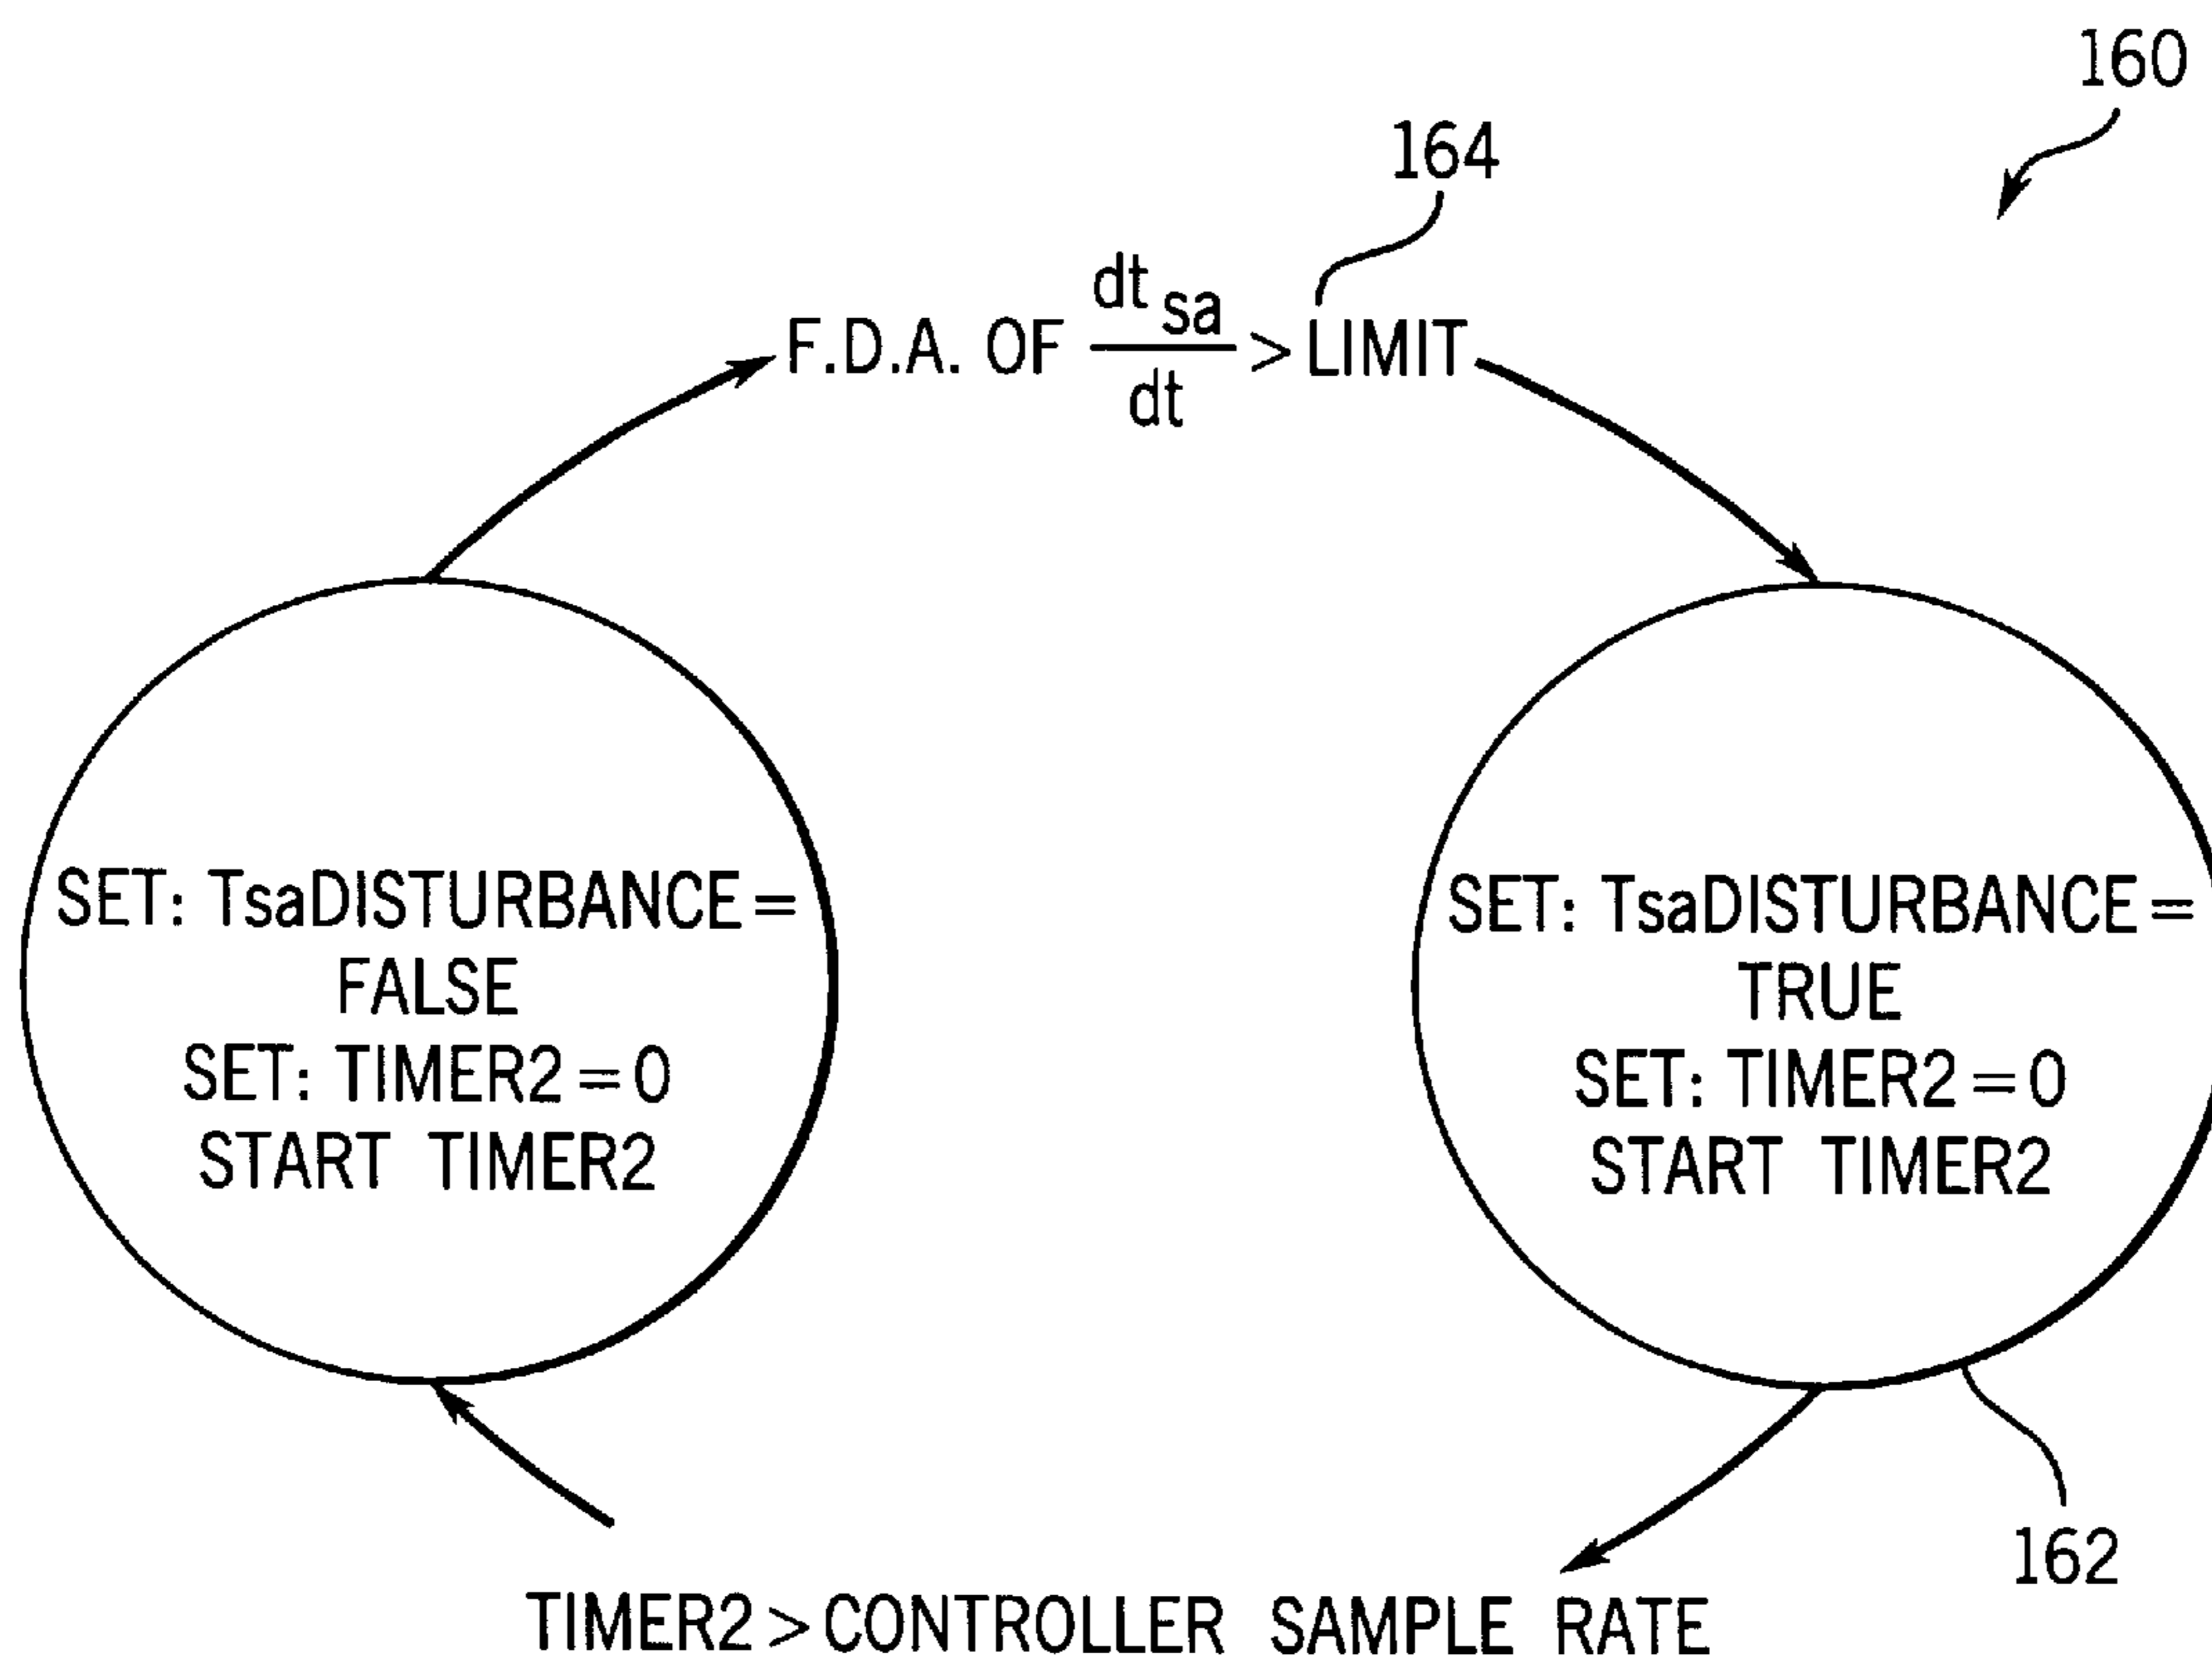 160
164
F.D.A. OF dt sa / dt > LIMIT
SET: TsaDISTURBANCE =
FALSE
SET: TIMER2 = 0
START TIMER2
SET: TsaDISTURBANCE =
TRUE
SET: TIMER2 = 0
START TIMER2
162
TIMER2 > CONTROLLER SAMPLE RATE